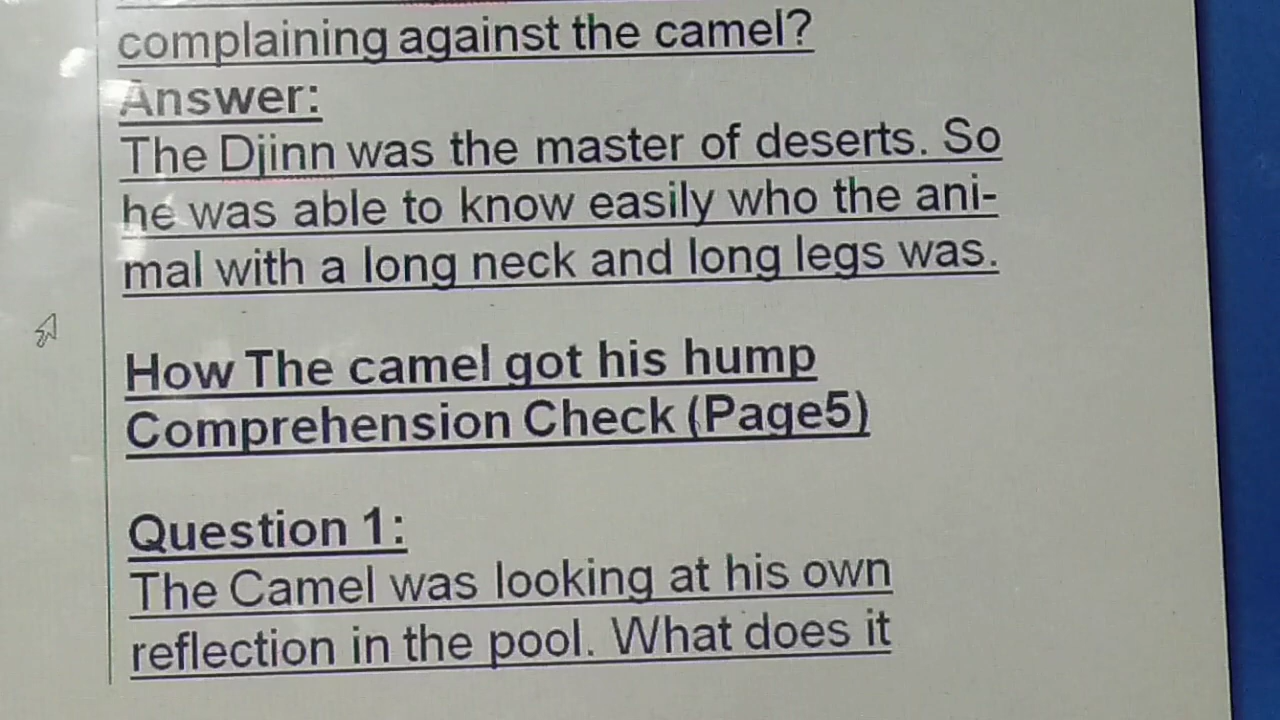 complaining against the camel?
Answer:
The Djinn was the master of deserts. So
he was able to know easily who the ani-
mal with a long neck and long legs was.
How The camel got his hump
Comprehension Check (Page5)
Question 1:
The Camel was looking at his own
reflection in the pool. What does it